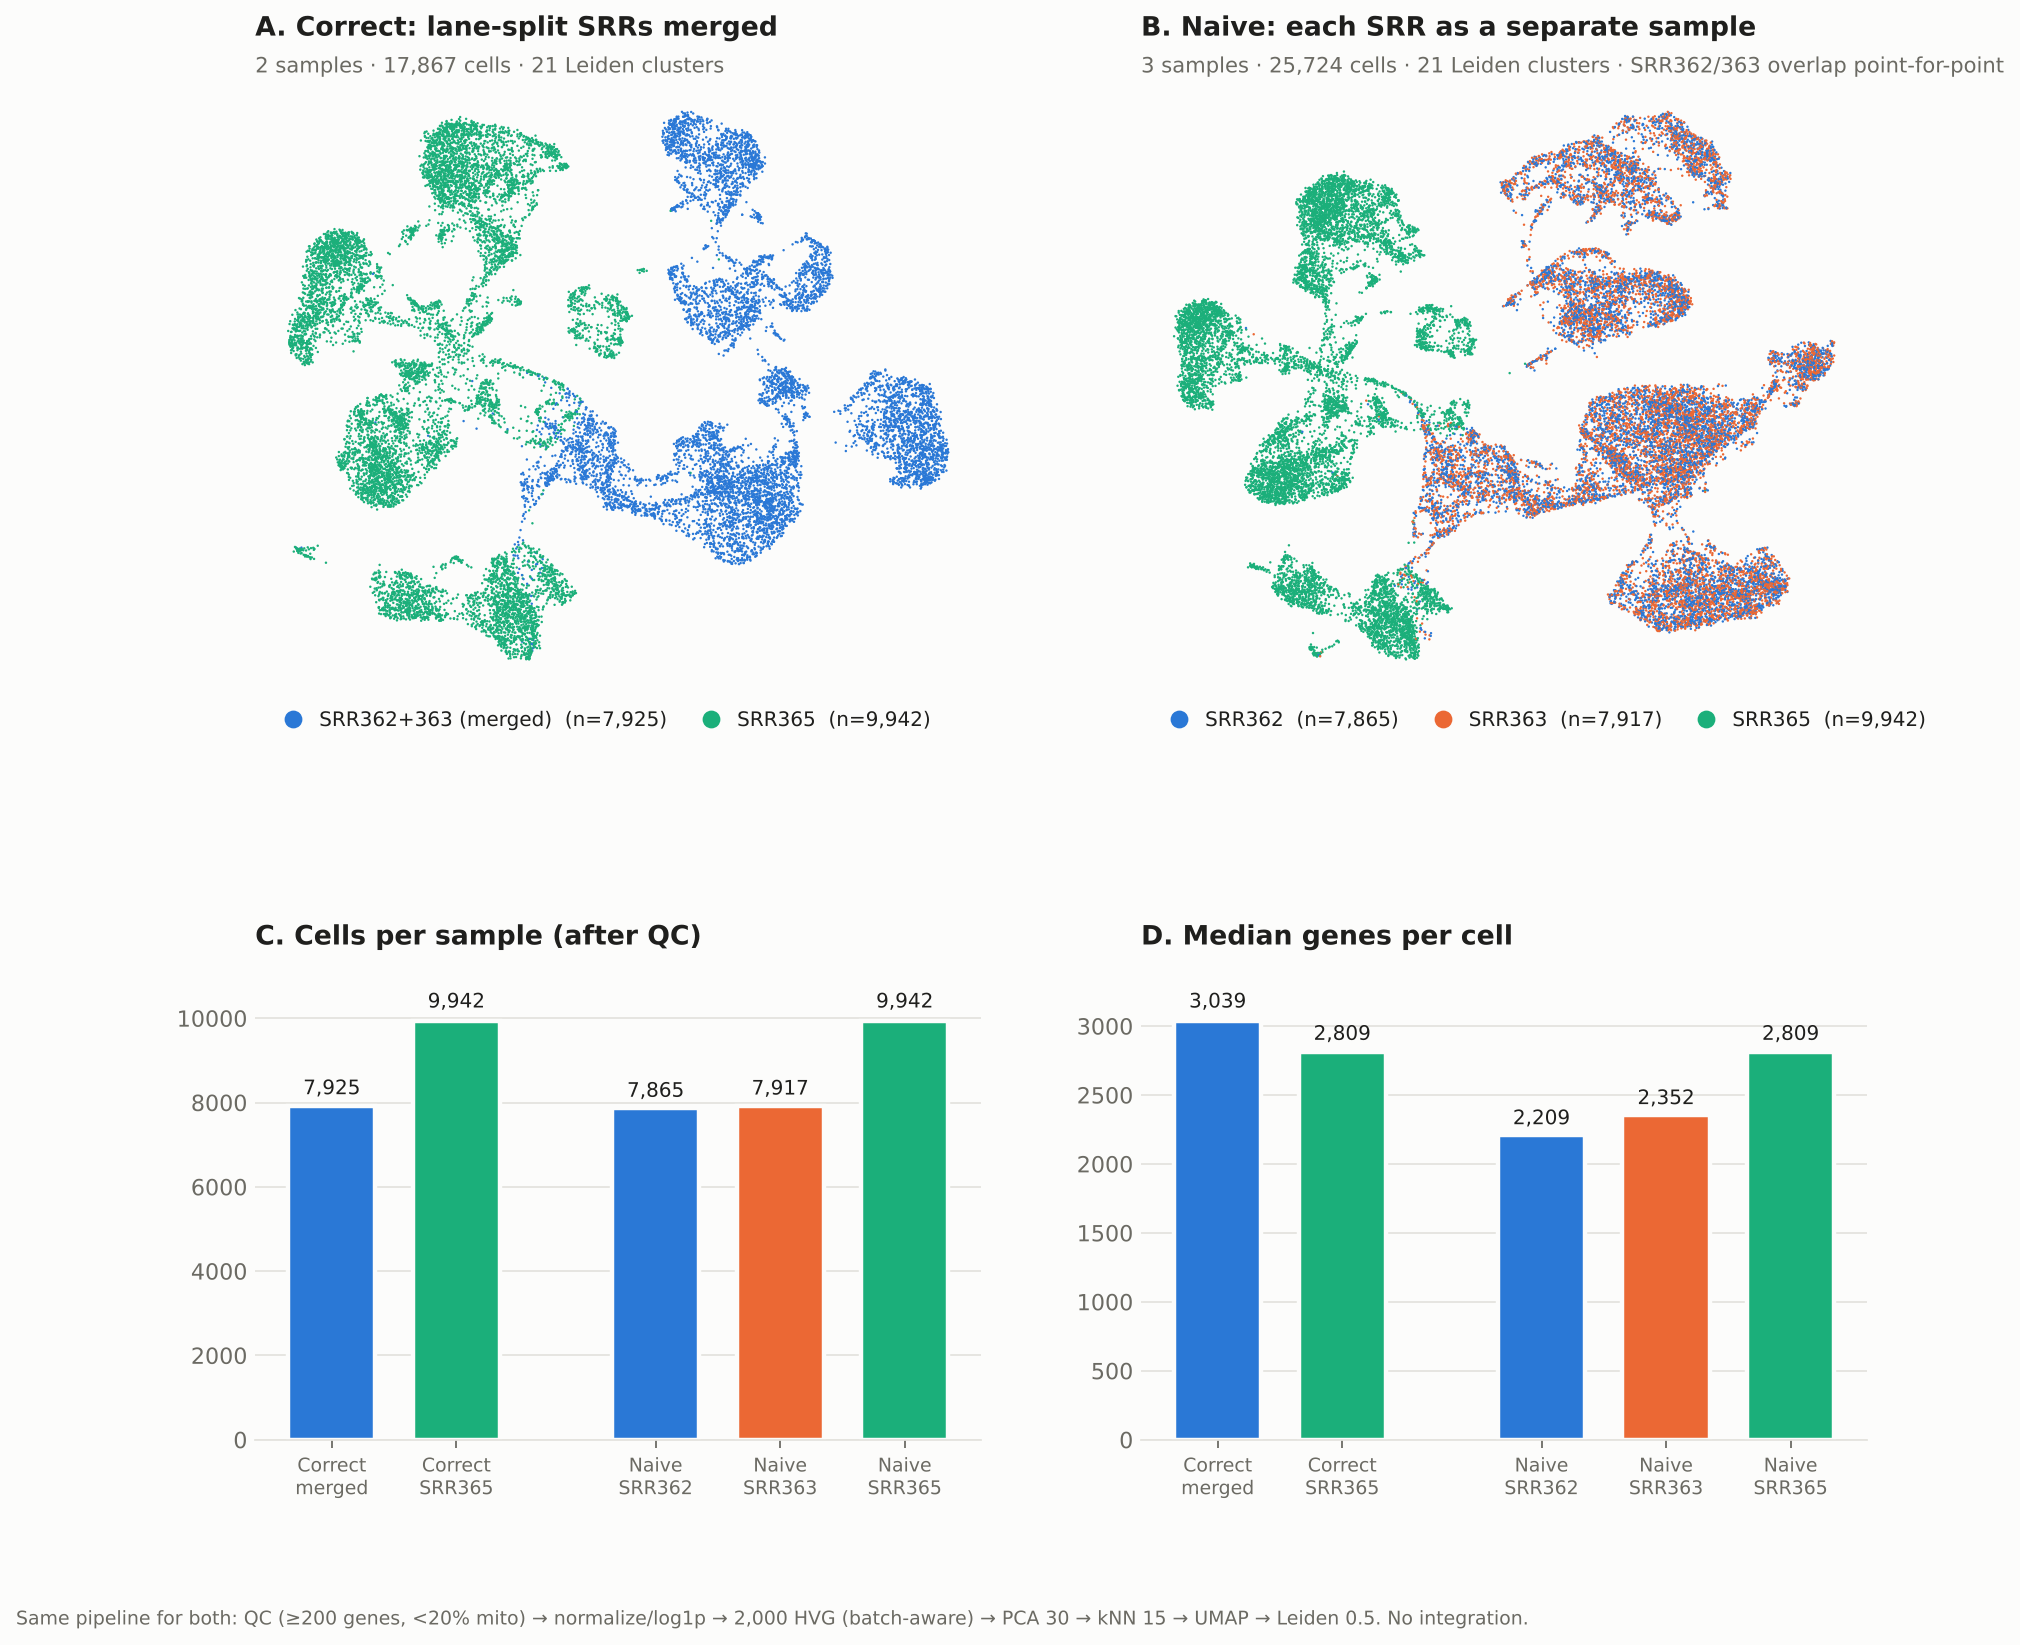 A. Correct: lane-split SRRs merged
2 samples · 17,867 cells · 21 Leiden clusters
SRR362+363 (merged)  (n=7,925)
SRR365  (n=9,942)
B. Naive: each SRR as a separate sample
3 samples · 25,724 cells · 21 Leiden clusters · SRR362/363 overlap point-for-point
SRR362  (n=7,865)
SRR363  (n=7,917)
SRR365  (n=9,942)
C. Cells per sample (after QC)
10000
8000
6000
4000
2000
0
7,925
9,942
7,865
7,917
9,942
Correct
merged
Correct
SRR365
Naive
SRR362
Naive
SRR363
Naive
SRR365
D. Median genes per cell
3000
2500
2000
1500
1000
500
0
3,039
2,809
2,209
2,352
2,809
Correct
merged
Correct
SRR365
Naive
SRR362
Naive
SRR363
Naive
SRR365
Same pipeline for both: QC (≥200 genes, <20% mito) → normalize/log1p → 2,000 HVG (batch-aware) → PCA 30 → kNN 15 → UMAP → Leiden 0.5. No integration.